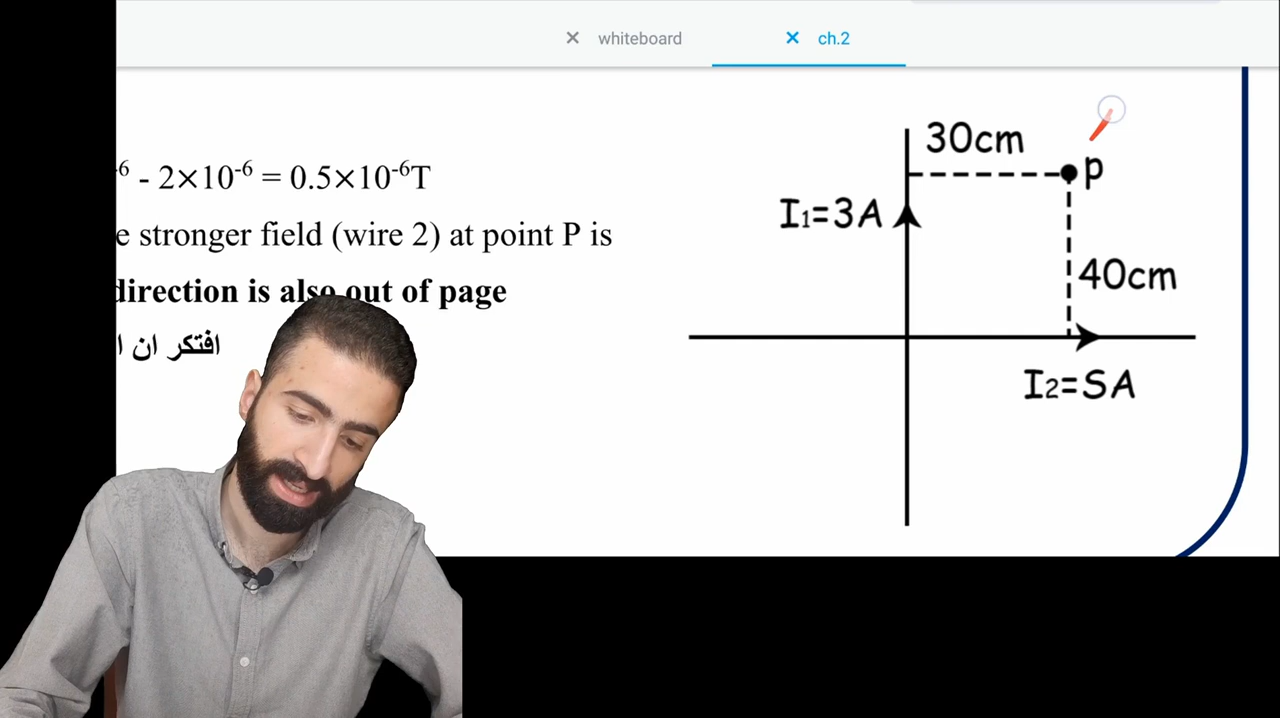 × whiteboard × ch.2
⁻⁶ - 2×10⁻⁶ = 0.5×10⁻⁶T
e stronger field (wire 2) at point P is
direction is also out of page
افتكر ان ا
30cm
p
I₁=3A
40cm
I₂=5A